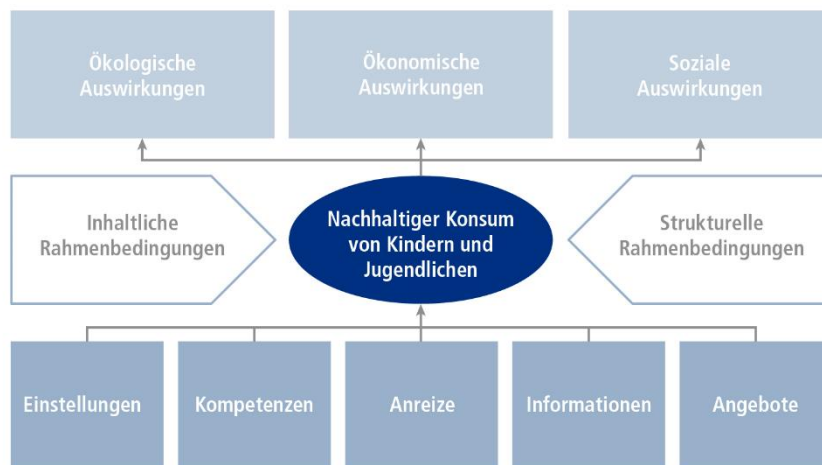 Ökologische
Auswirkungen
Ökonomische
Auswirkungen
Soziale
Auswirkungen
Inhaltliche
Rahmenbedingungen
Nachhaltiger Konsum
von Kindern und
Jugendlichen
Strukturelle
Rahmenbedingungen
Einstellungen
Kompetenzen
Anreize
Informationen
Angebote